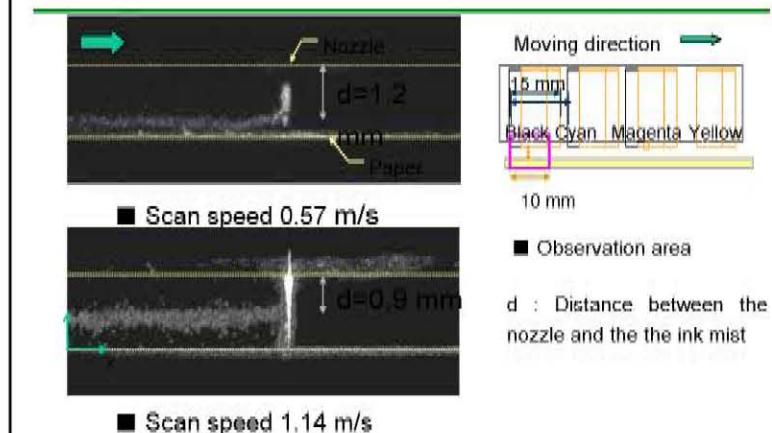 Nozzle
d=1.2
mm
Paper
■ Scan speed 0.57 m/s
d=0.9 mm
■ Scan speed 1.14 m/s
Moving direction
15 mm
Black Cyan Magenta Yellow
10 mm
■ Observation area
d : Distance between the
nozzle and the the ink mist